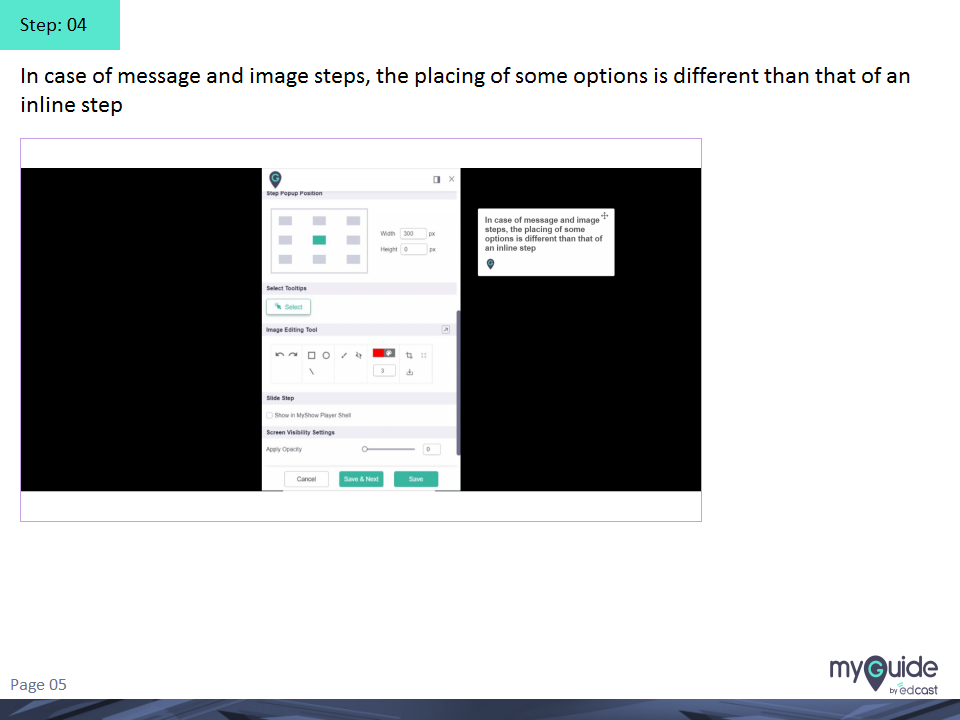 Step: 04
In case of message and image steps, the placing of some options is different than that of an
inline step
Step Popup Position
Width 300 px
Height 0 px
Select Tooltips
Select
Image Editing Tool
3
Slide Step
Show in MyShow Player Shell
Screen Visibility Settings
Apply Opacity 0
Cancel Save & Next Save
In case of message and image
steps, the placing of some
options is different than that of
an inline step
Page 05
myGuide
by edcast